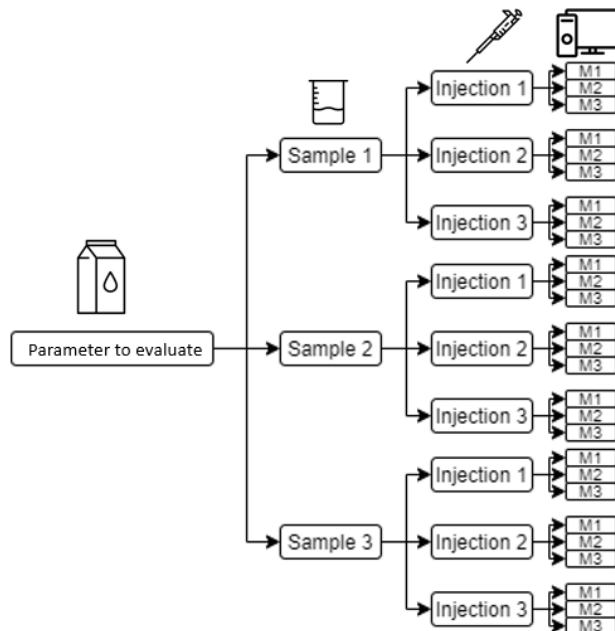 Parameter to evaluate
Sample 1
Injection 1
M1
M2
M3
Injection 2
M1
M2
M3
Injection 3
M1
M2
M3
Sample 2
Injection 1
M1
M2
M3
Injection 2
M1
M2
M3
Injection 3
M1
M2
M3
Sample 3
Injection 1
M1
M2
M3
Injection 2
M1
M2
M3
Injection 3
M1
M2
M3